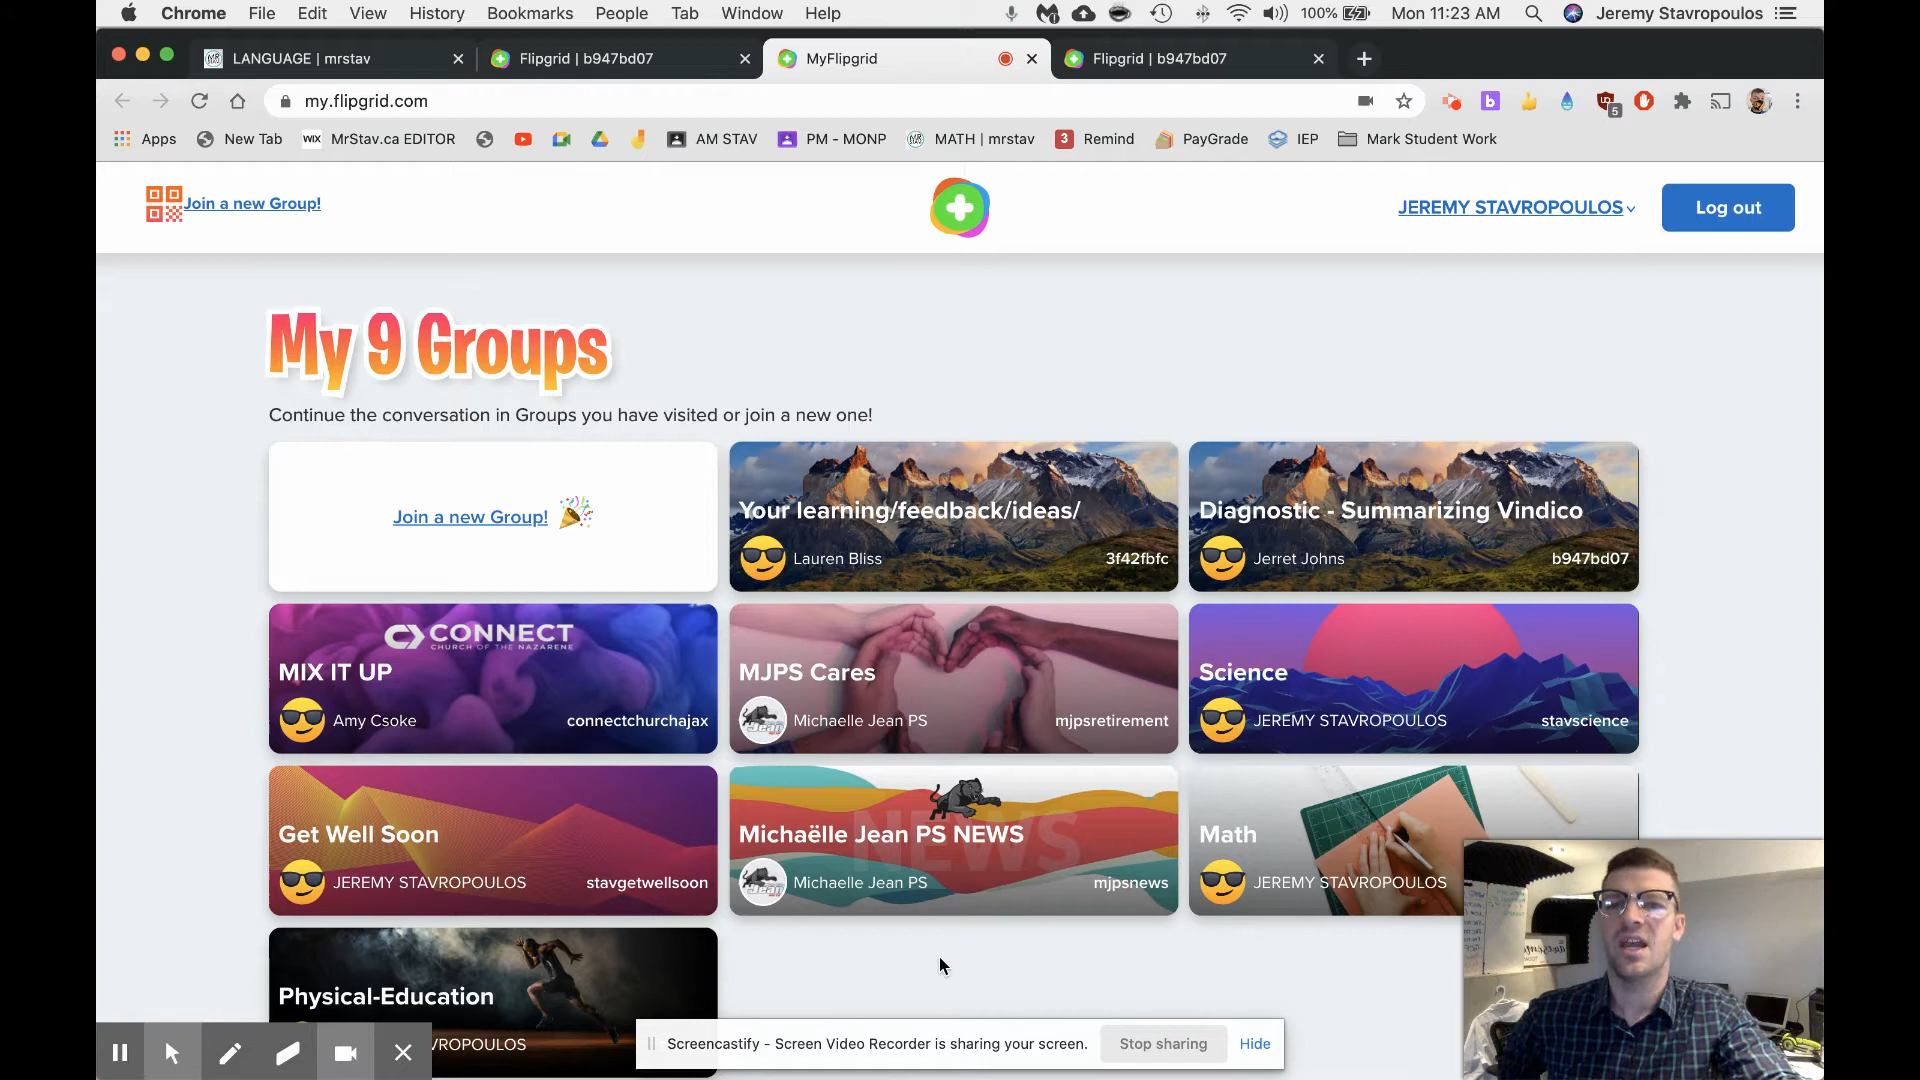 Chrome File Edit View History Bookmarks People Tab Window Help 100% Mon 11:23 AM Jeremy Stavropoulos
LANGUAGE | mrstav Flipgrid | b947bd07 MyFlipgrid Flipgrid | b947bd07
my.flipgrid.com 5
Apps New Tab WIX MrStav.ca EDITOR AM STAV PM - MONP MATH | mrstav 3 Remind PayGrade IEP Mark Student Work
Join a new Group! JEREMY STAVROPOULOS Log out
My 9 Groups
Continue the conversation in Groups you have visited or join a new one!
Join a new Group!
Your learning/feedback/ideas/
Lauren Bliss 3f42fbfc
Diagnostic - Summarizing Vindico
Jerret Johns b947bd07
CONNECT
CHURCH OF THE NAZARENE
MIX IT UP
Amy Csoke connectchurchajax
MJPS Cares
Michaelle Jean PS mjpsretirement
Science
JEREMY STAVROPOULOS stavscience
Get Well Soon
JEREMY STAVROPOULOS stavgetwellsoon
NEWS
Michaëlle Jean PS NEWS
Michaelle Jean PS mjpsnews
Math
JEREMY STAVROPOULOS
Physical-Education
VROPOULOS
Screencastify - Screen Video Recorder is sharing your screen. Stop sharing Hide